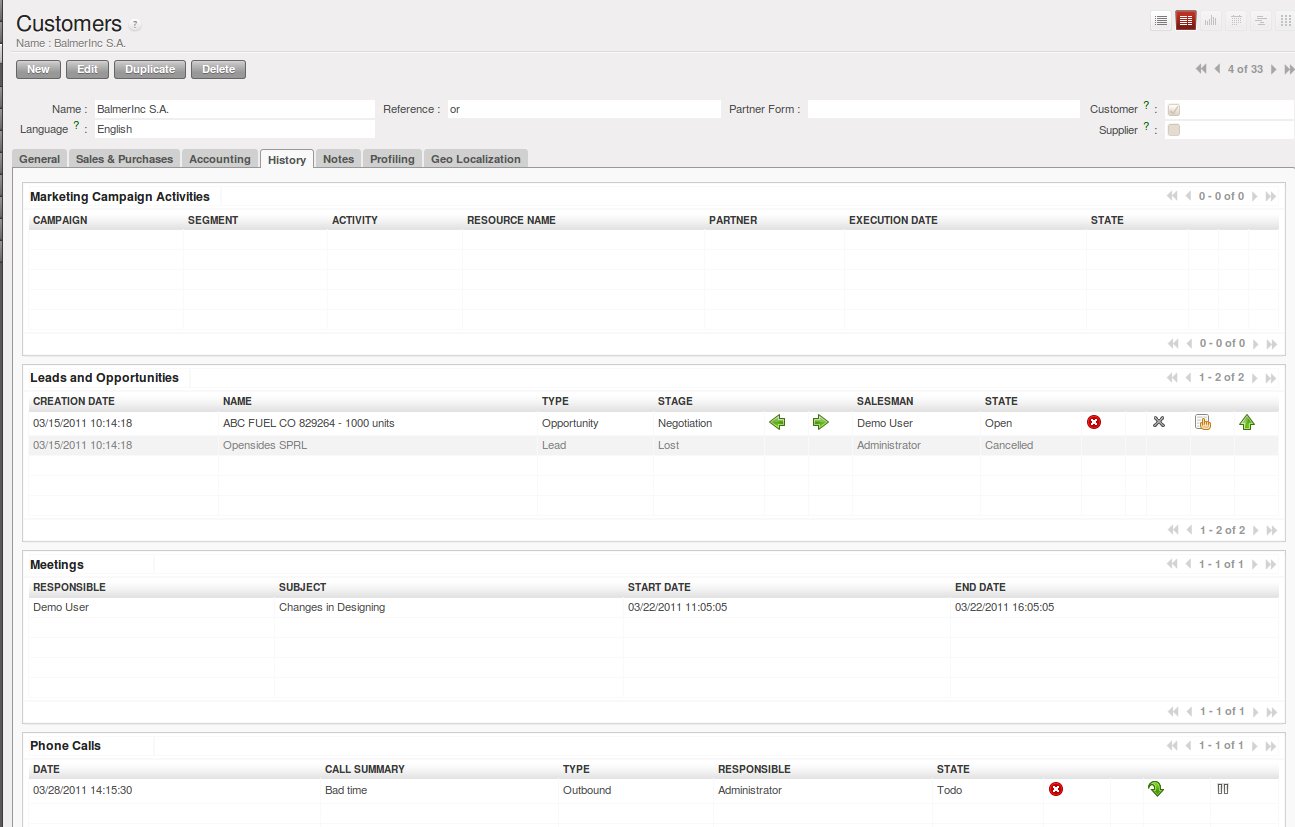 Customers ?
Name : BalmerInc S.A.
New Edit Duplicate Delete 4 of 33
Name : BalmerInc S.A. Reference : or Partner Form : Customer ? :
Language ? : English Supplier ? :
General Sales & Purchases Accounting History Notes Profiling Geo Localization
Marketing Campaign Activities 0 - 0 of 0
CAMPAIGN SEGMENT ACTIVITY RESOURCE NAME PARTNER EXECUTION DATE STATE
0 - 0 of 0
Leads and Opportunities 1 - 2 of 2
CREATION DATE NAME TYPE STAGE SALESMAN STATE
03/15/2011 10:14:18 ABC FUEL CO 829264 - 1000 units Opportunity Negotiation Demo User Open
03/15/2011 10:14:18 Opensides SPRL Lead Lost Administrator Cancelled
1 - 2 of 2
Meetings 1 - 1 of 1
RESPONSIBLE SUBJECT START DATE END DATE
Demo User Changes in Designing 03/22/2011 11:05:05 03/22/2011 16:05:05
1 - 1 of 1
Phone Calls 1 - 1 of 1
DATE CALL SUMMARY TYPE RESPONSIBLE STATE
03/28/2011 14:15:30 Bad time Outbound Administrator Todo